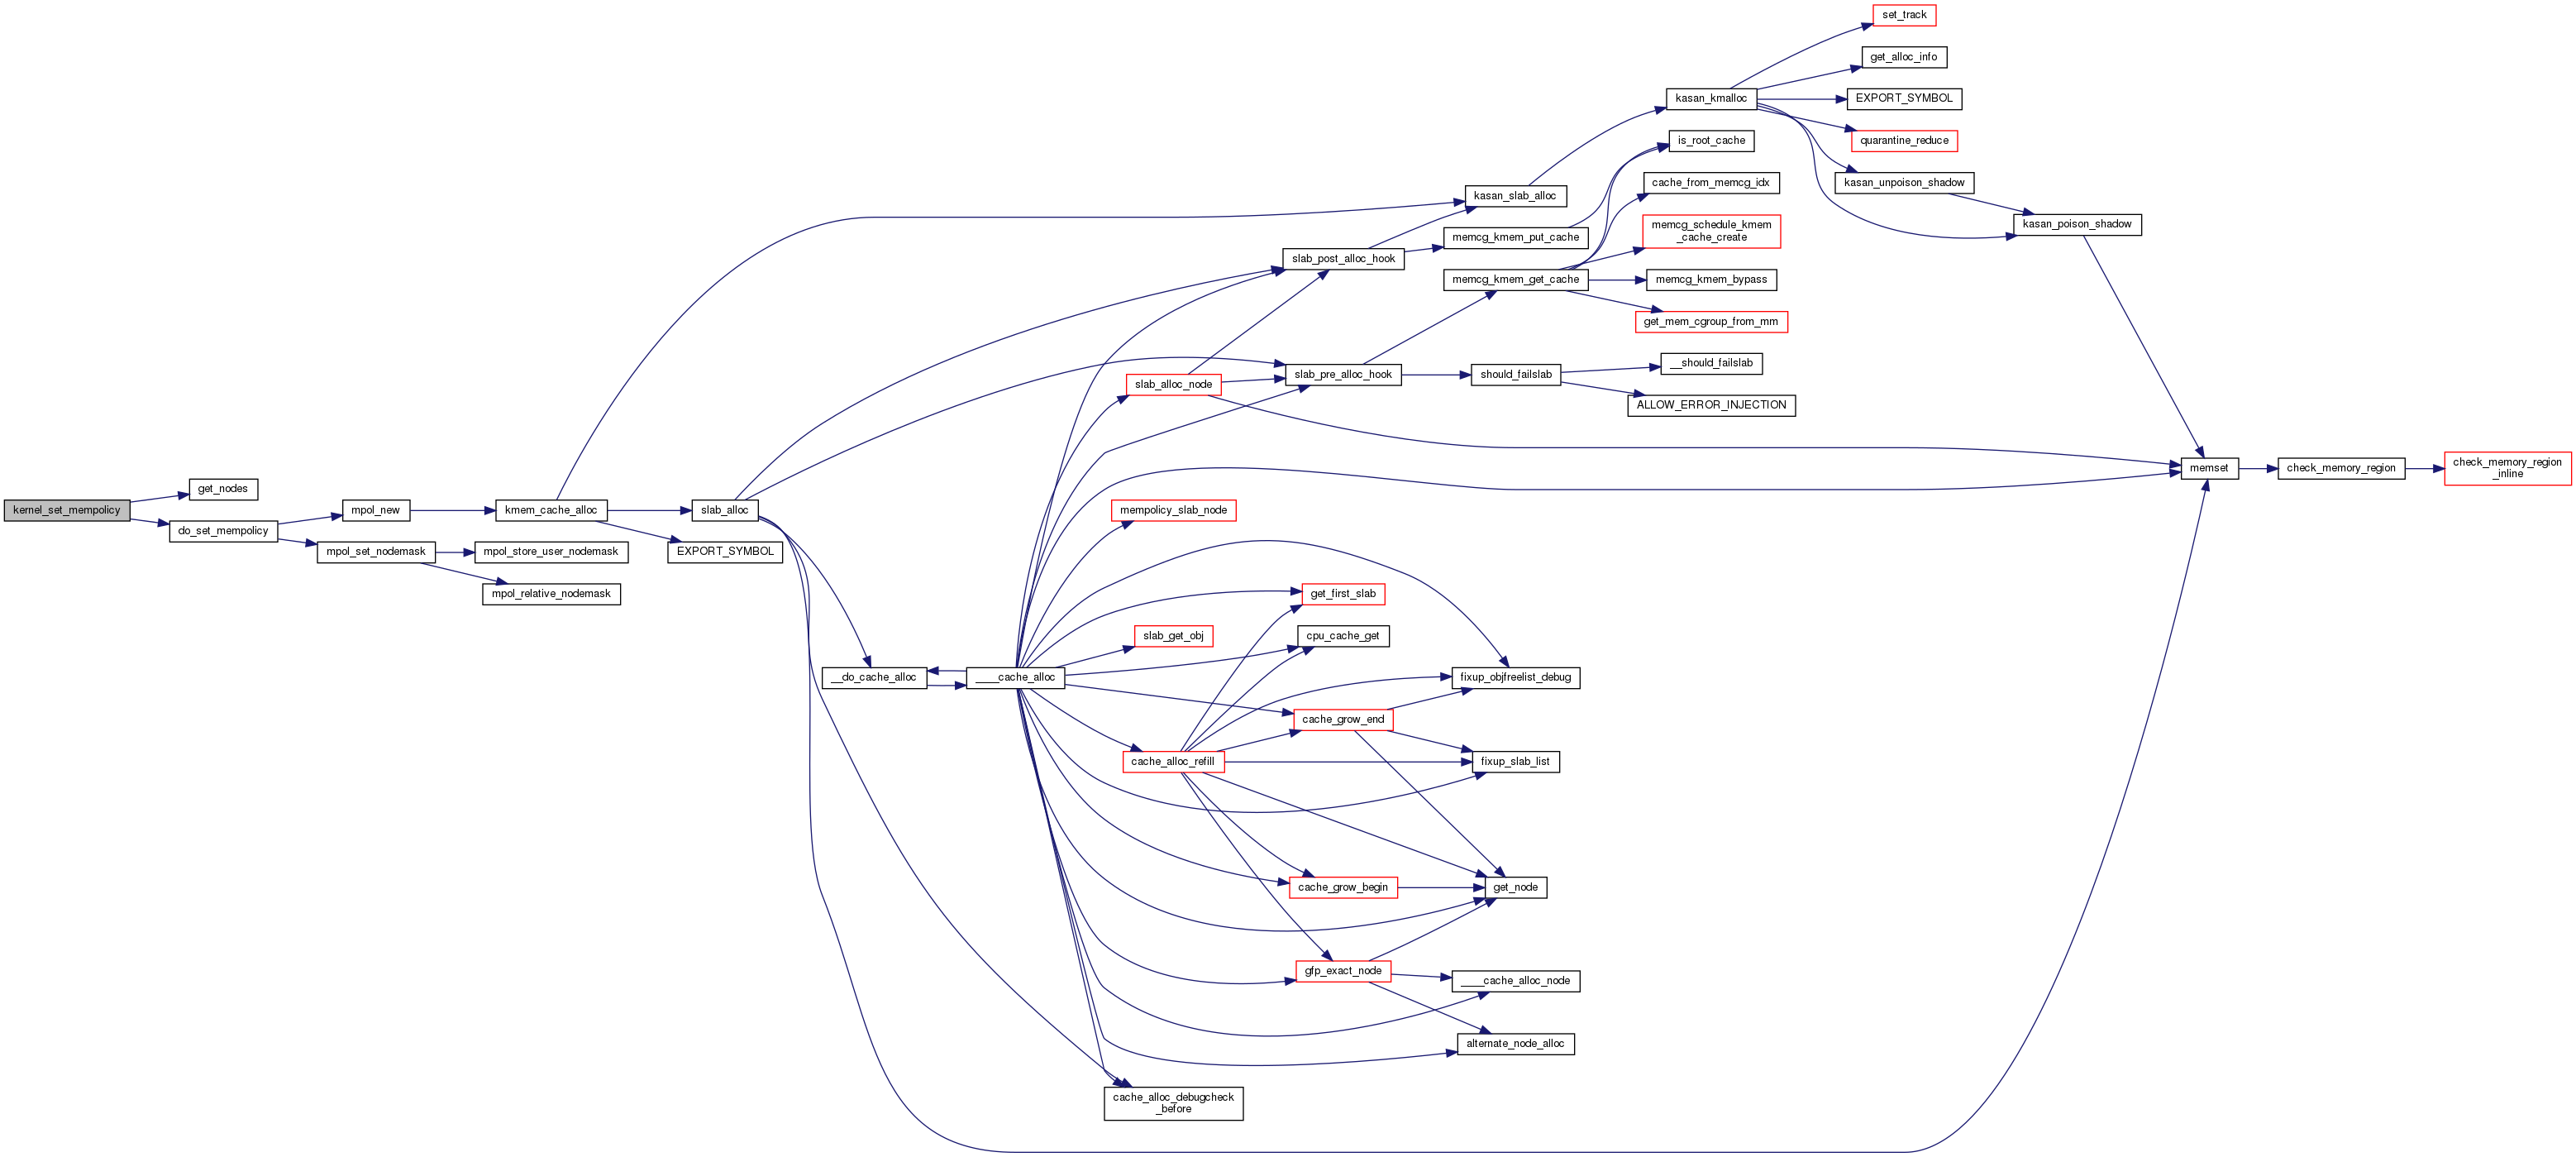 set_track
get_alloc_info
kasan_kmalloc
EXPORT_SYMBOL
is_root_cache
quarantine_reduce
cache_from_memcg_idx
kasan_unpoison_shadow
kasan_slab_alloc
kasan_poison_shadow
memcg_schedule_kmem
_cache_create
memcg_kmem_put_cache
slab_post_alloc_hook
memcg_kmem_get_cache
memcg_kmem_bypass
get_mem_cgroup_from_mm
__should_failslab
slab_alloc_node
slab_pre_alloc_hook
should_failslab
ALLOW_ERROR_INJECTION
memset
check_memory_region
check_memory_region
_inline
get_nodes
kernel_set_mempolicy
mpol_new
kmem_cache_alloc
slab_alloc
mempolicy_slab_node
do_set_mempolicy
mpol_set_nodemask
mpol_store_user_nodemask
EXPORT_SYMBOL
mpol_relative_nodemask
get_first_slab
slab_get_obj
cpu_cache_get
__do_cache_alloc
____cache_alloc
fixup_objfreelist_debug
cache_grow_end
cache_alloc_refill
fixup_slab_list
cache_grow_begin
get_node
gfp_exact_node
____cache_alloc_node
alternate_node_alloc
cache_alloc_debugcheck
_before